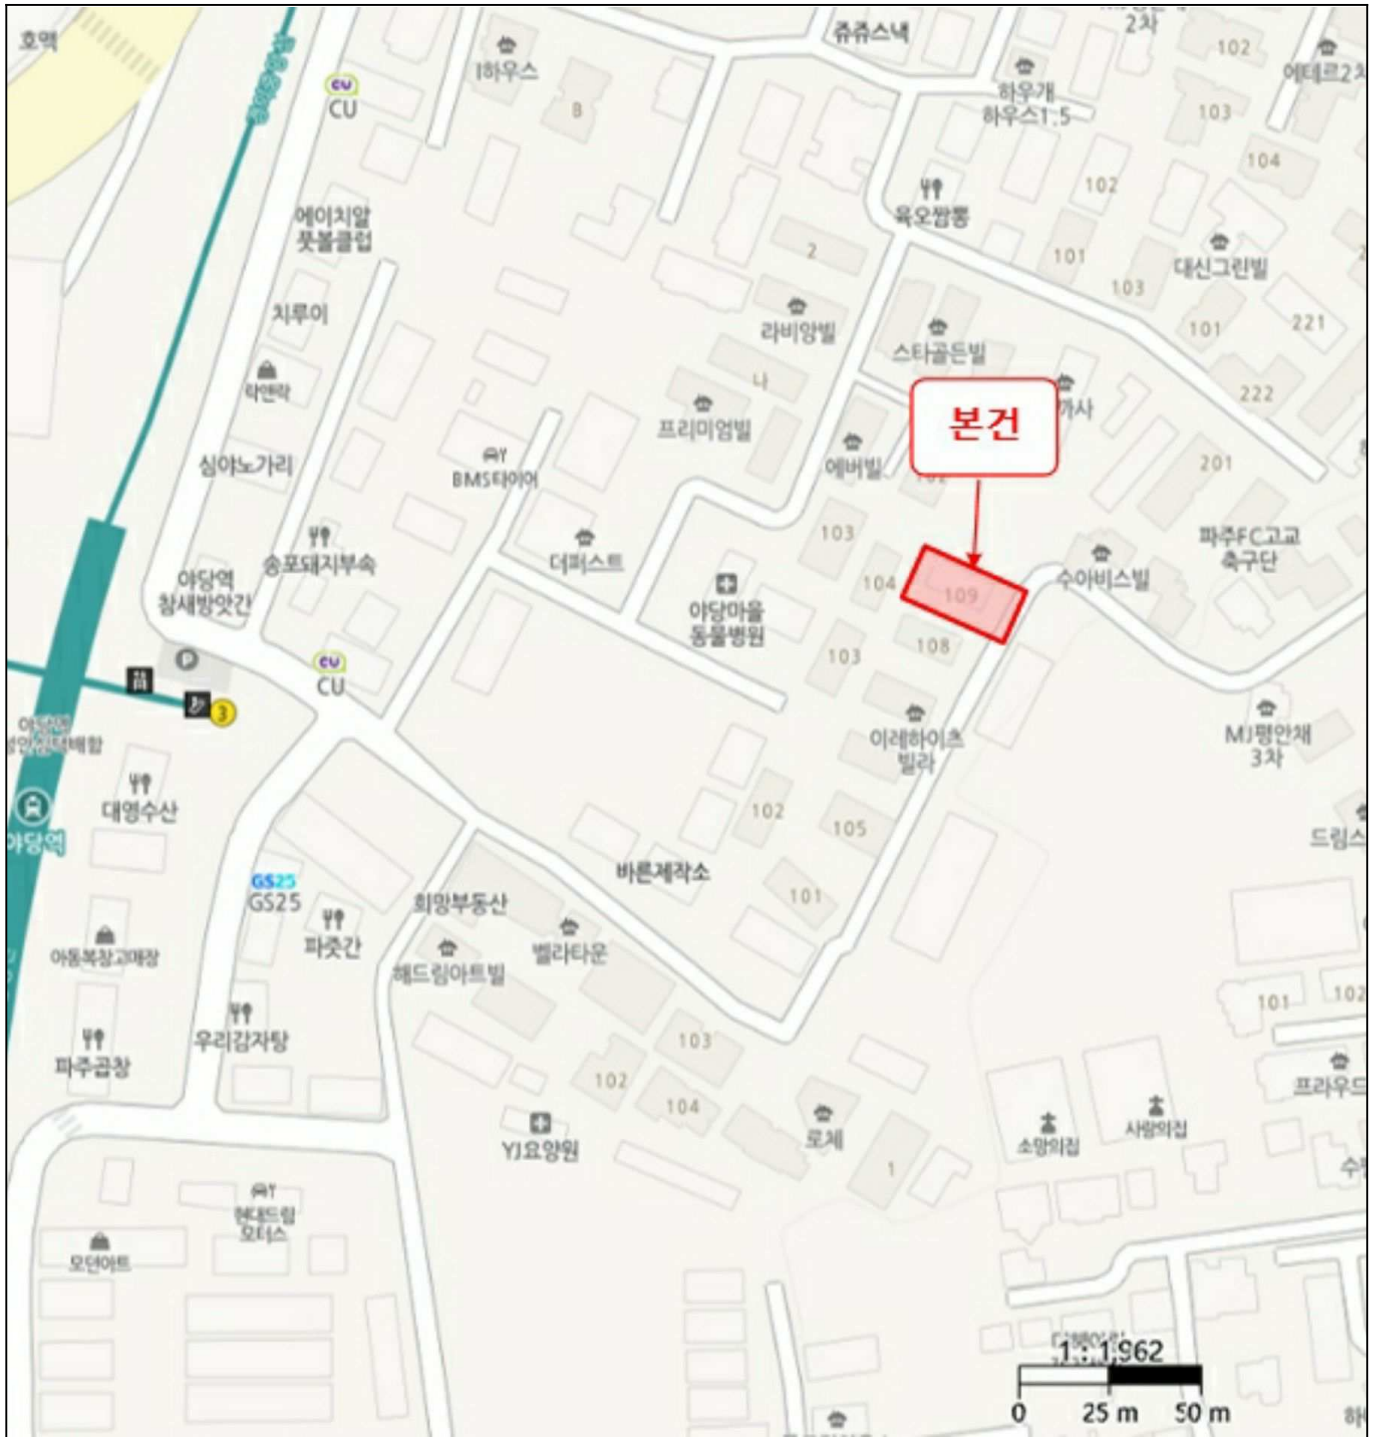 호맥
CU
I하우스
B
쥬쥬스낵
2차
102
에테르2차
하우개
하우스1.5
103
104
102
육오짬뽕
에이치알
풋볼클럽
2
101
103
대신그린빌
치루이
라비앙빌
스타골든빌
101
221
락앤락
나
222
프리미엄빌
까사
본건
에버빌
201
심야노가리
BMS타이어
103
파주FC고교
축구단
송포돼지부속
더퍼스트
104
109
수아비스빌
야당역
참새방앗간
야당마을
동물병원
103
108
P
CU
3
이레하이츠
빌라
MJ평안채
3차
대영수산
102
105
드림스
야당역
바른제작소
GS25
GS25
101
희망부동산
파줏간
벨라타운
해드림아트빌
아동복창고매장
101
102
우리감자탕
103
파주곱창
102
104
프라우드
YJ요양원
로체
소망의집
사랑의집
1
현대드림
모터스
모던아트
1 : 1,962
0
25 m
50 m